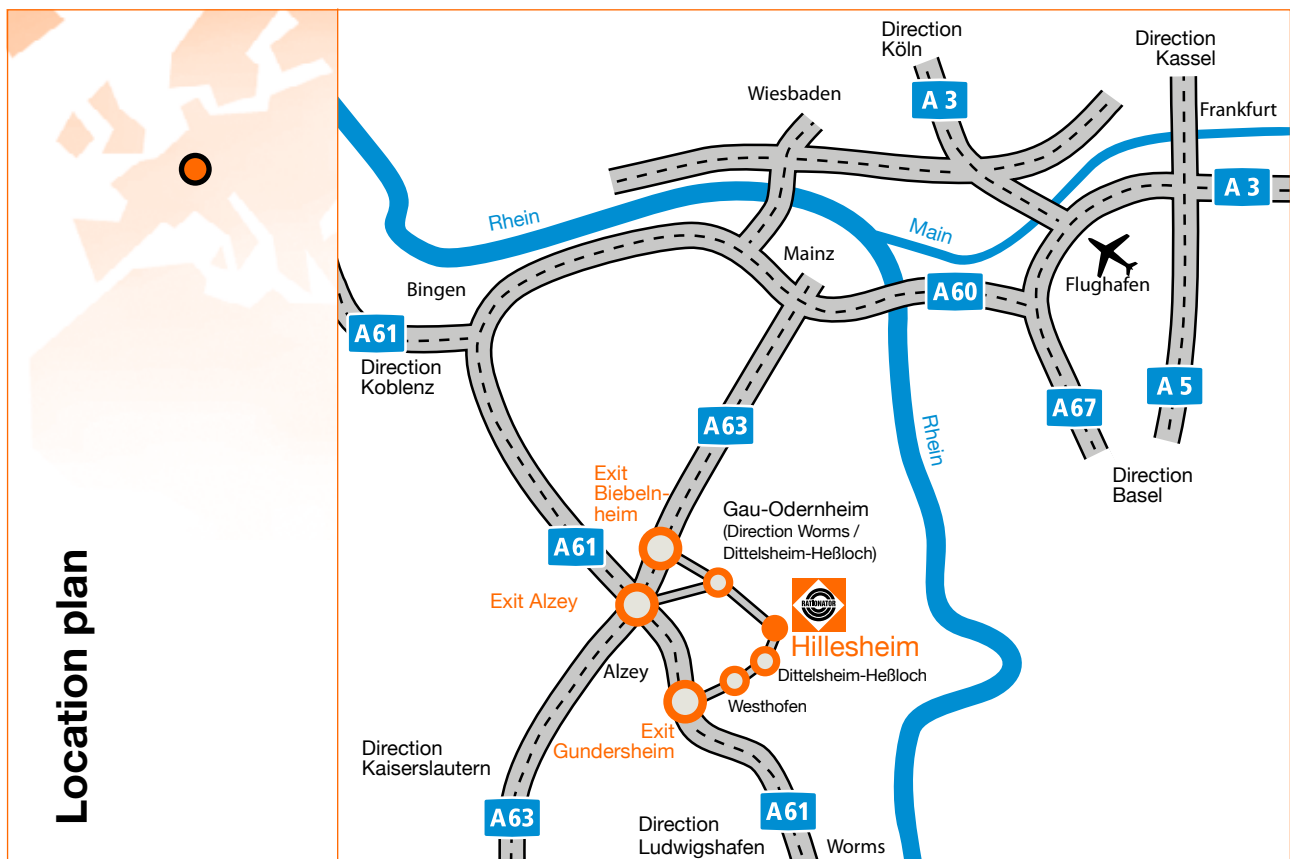 Location plan
Direction
Köln
Direction
Kassel
A 3
Wiesbaden
Frankfurt
A 3
Rhein
Main
Mainz
Flughafen
Bingen
A60
A61
Direction
Koblenz
A 5
A67
A63
Rhein
Direction
Basel
Exit
Biebeln-
heim
Gau-Odernheim
(Direction Worms /
Dittelsheim-Heßloch)
A61
Exit Alzey
RATIONATOR
Hillesheim
Alzey
Dittelsheim-Heßloch
Westhofen
Exit
Gundersheim
Direction
Kaiserslautern
A63
A61
Direction
Ludwigshafen
Worms